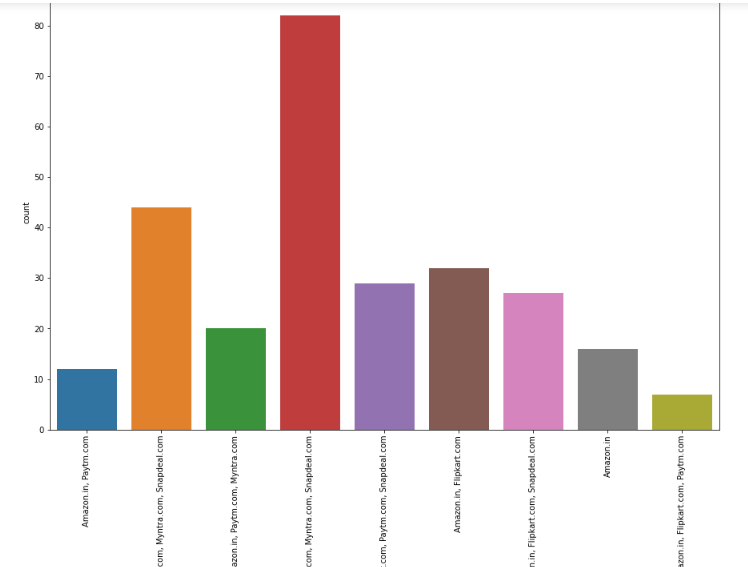 80
70
60
50
40
30
20
10
0
count
Amazon.in, Paytm.com
com, Myntra.com, Snapdeal.com
azon.in, Paytm.com, Myntra.com
com, Myntra.com, Snapdeal.com
.com, Paytm.com, Snapdeal.com
Amazon.in, Flipkart.com
n.in, Flipkart.com, Snapdeal.com
Amazon.in
azon.in, Flipkart.com, Paytm.com